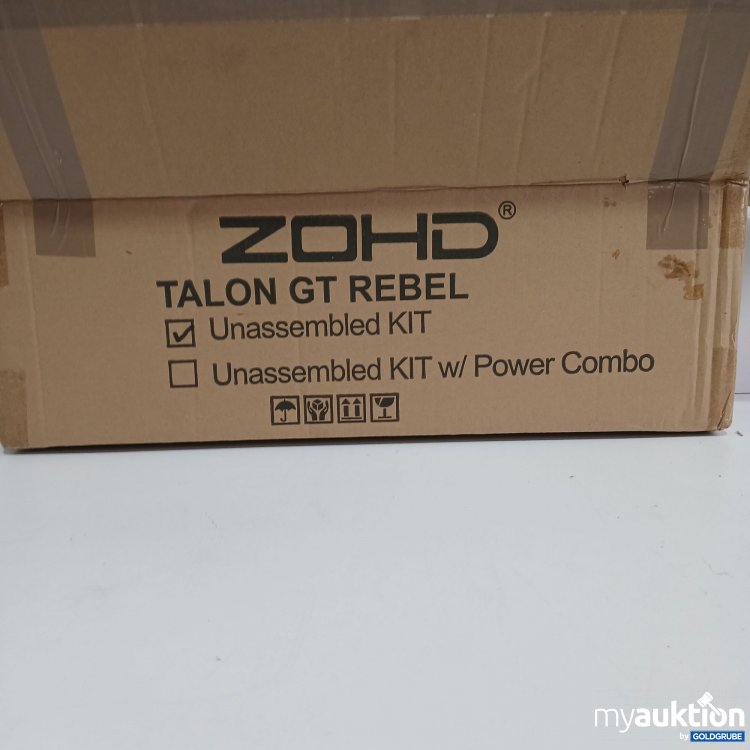 ZOHD®
TALON GT REBEL
Unassembled KIT
Unassembled KIT w/ Power Combo
myauktion
by GOLDGRUBE